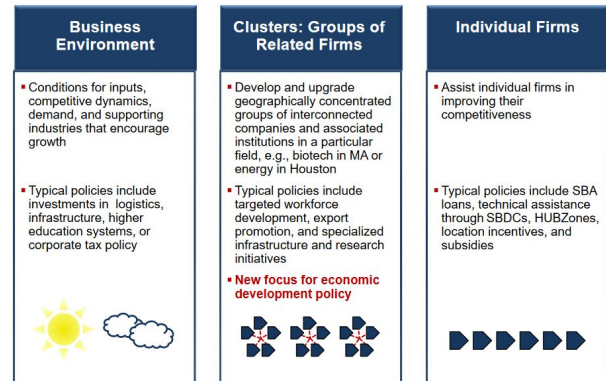 Business
Environment
▪ Conditions for inputs,
competitive dynamics,
demand, and supporting
industries that encourage
growth
▪ Typical policies include
investments in logistics,
infrastructure, higher
education systems, or
corporate tax policy
Clusters: Groups of
Related Firms
▪ Develop and upgrade
geographically concentrated
groups of interconnected
companies and associated
institutions in a particular
field, e.g., biotech in MA or
energy in Houston
▪ Typical policies include
targeted workforce
development, export
promotion, and specialized
infrastructure and research
initiatives
▪ New focus for economic
development policy
Individual Firms
▪ Assist individual firms in
improving their
competitiveness
▪ Typical policies include SBA
loans, technical assistance
through SBDCs, HUBZones,
location incentives, and
subsidies